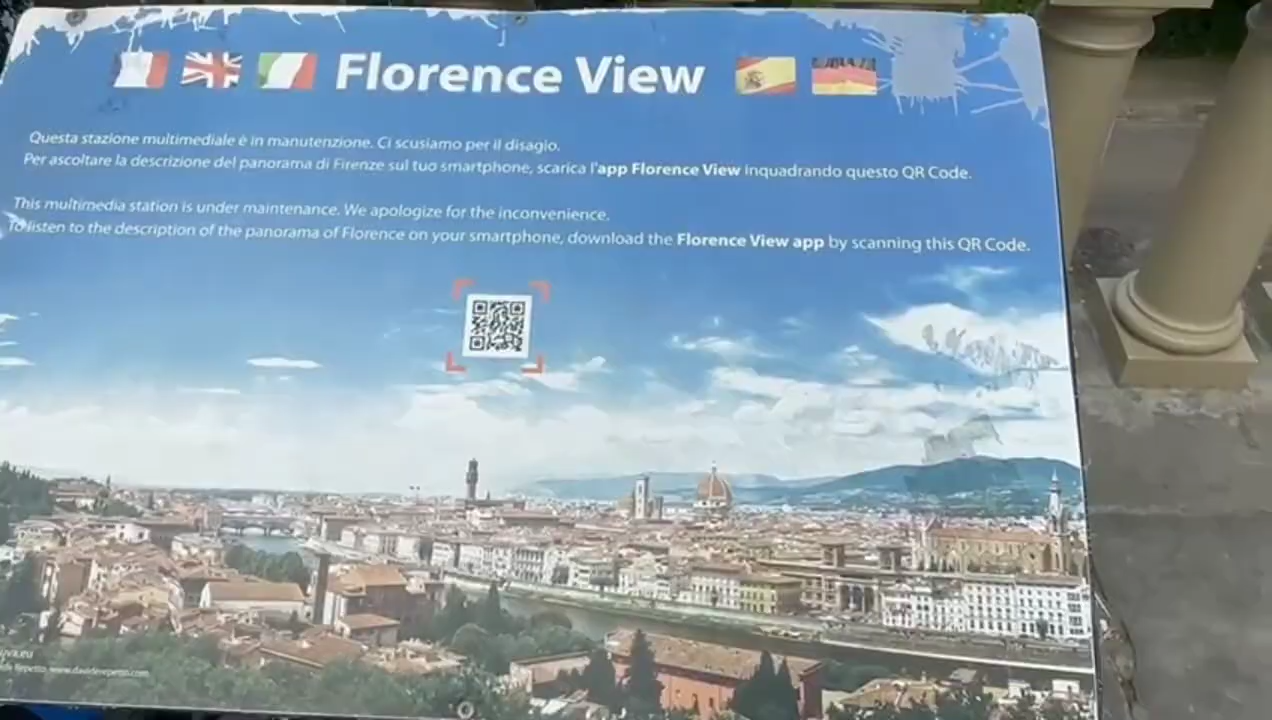 Florence View
Questa stazione multimediale è in manutenzione. Ci scusiamo per il disagio.
Per ascoltare la descrizione del panorama di Firenze sul tuo smartphone, scarica l'app Florence View inquadrando questo QR Code.
This multimedia station is under maintenance. We apologize for the inconvenience.
To listen to the description of the panorama of Florence on your smartphone, download the Florence View app by scanning this QR Code.